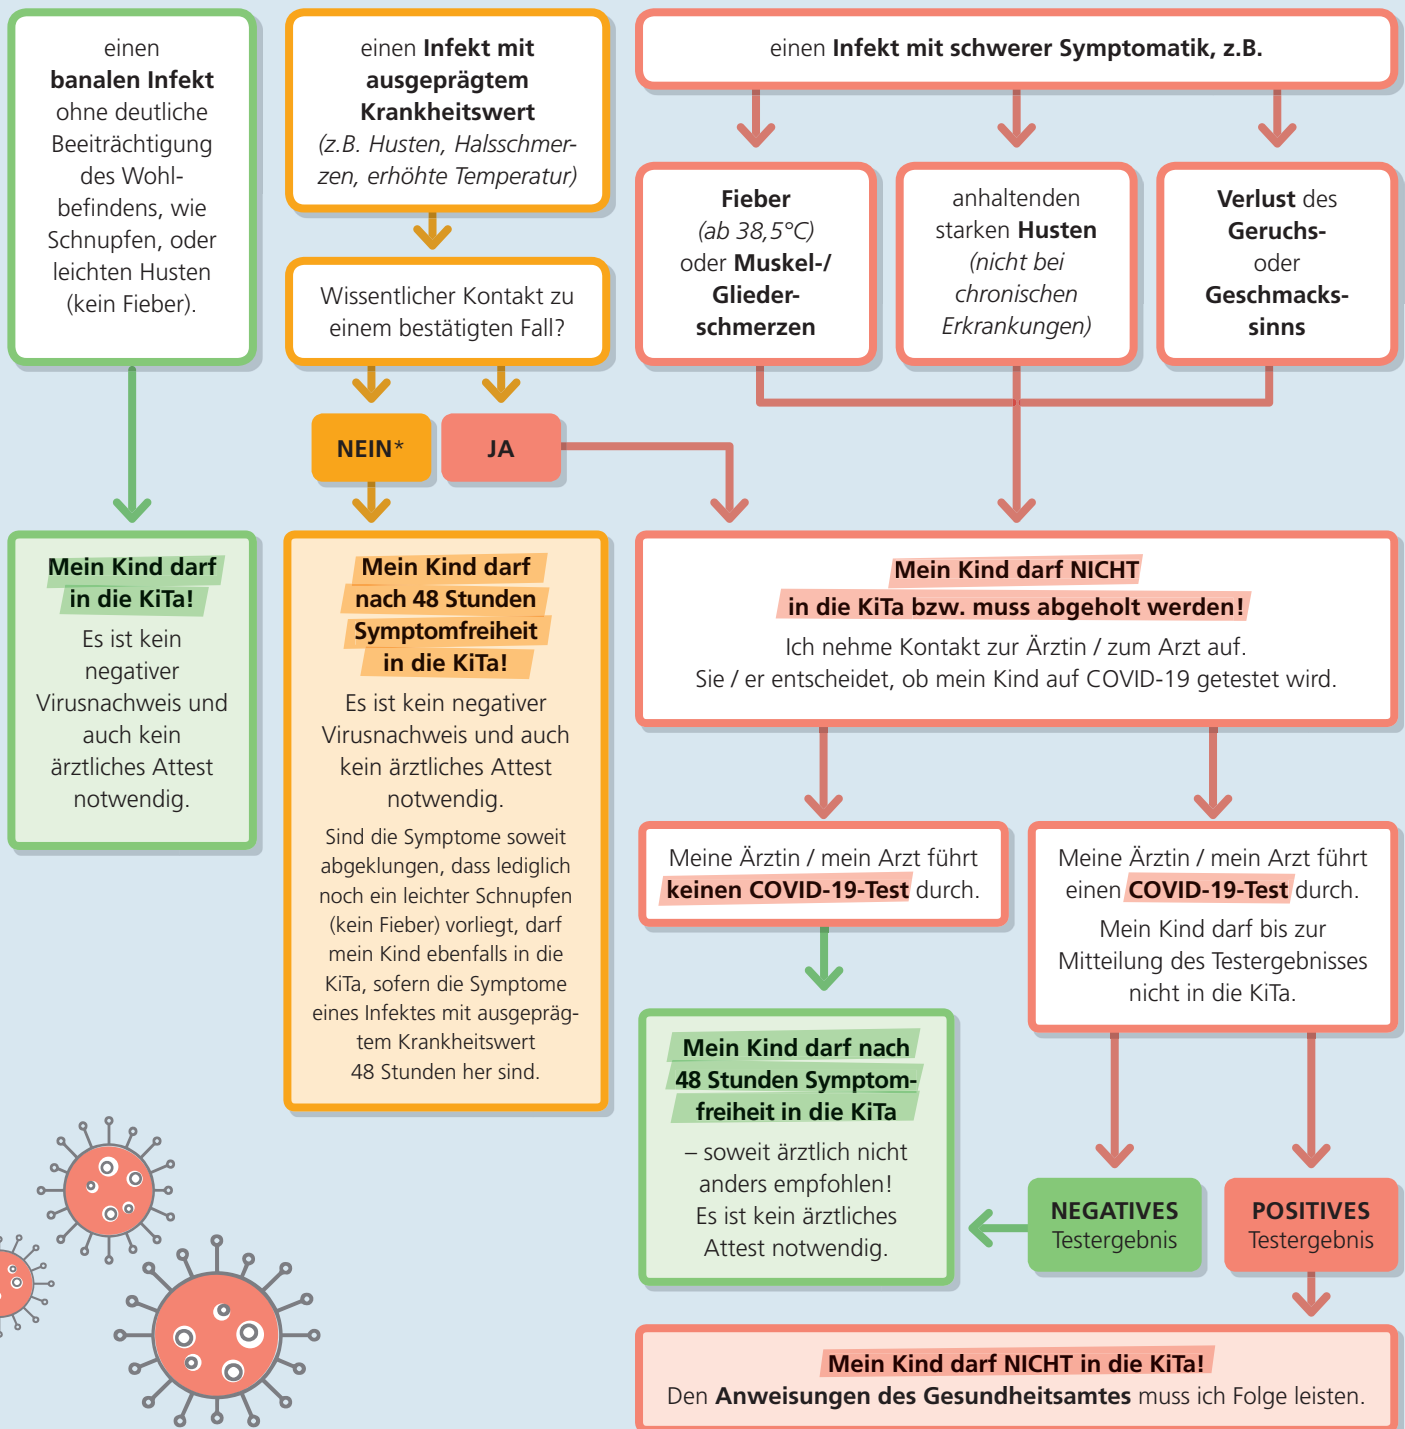 einen
banalen Infekt
ohne deutliche
Beeiträchtigung
des Wohl-
befindens, wie
Schnupfen, oder
leichten Husten
(kein Fieber).
einen Infekt mit
ausgeprägtem
Krankheitswert
(z.B. Husten, Halsschmer-
zen, erhöhte Temperatur)
einen Infekt mit schwerer Symptomatik, z.B.
Wissentlicher Kontakt zu
einem bestätigten Fall?
Fieber
(ab 38,5°C)
oder Muskel-/
Glieder-
schmerzen
anhaltenden
starken Husten
(nicht bei
chronischen
Erkrankungen)
Verlust des
Geruchs-
oder
Geschmacks-
sinns
NEIN*
JA
Mein Kind darf
in die KiTa!
Es ist kein
negativer
Virusnachweis und
auch kein
ärztliches Attest
notwendig.
Mein Kind darf
nach 48 Stunden
Symptomfreiheit
in die KiTa!
Es ist kein negativer
Virusnachweis und auch
kein ärztliches Attest
notwendig.
Sind die Symptome soweit
abgeklungen, dass lediglich
noch ein leichter Schnupfen
(kein Fieber) vorliegt, darf
mein Kind ebenfalls in die
KiTa, sofern die Symptome
eines Infektes mit ausgepräg-
tem Krankheitswert
48 Stunden her sind.
Mein Kind darf NICHT
in die KiTa bzw. muss abgeholt werden!
Ich nehme Kontakt zur Ärztin / zum Arzt auf.
Sie / er entscheidet, ob mein Kind auf COVID-19 getestet wird.
Meine Ärztin / mein Arzt führt
keinen COVID-19-Test durch.
Meine Ärztin / mein Arzt führt
einen COVID-19-Test durch.
Mein Kind darf bis zur
Mitteilung des Testergebnisses
nicht in die KiTa.
Mein Kind darf nach
48 Stunden Symptom-
freiheit in die KiTa
– soweit ärztlich nicht
anders empfohlen!
Es ist kein ärztliches
Attest notwendig.
NEGATIVES
Testergebnis
POSITIVES
Testergebnis
Mein Kind darf NICHT in die KiTa!
Den Anweisungen des Gesundheitsamtes muss ich Folge leisten.